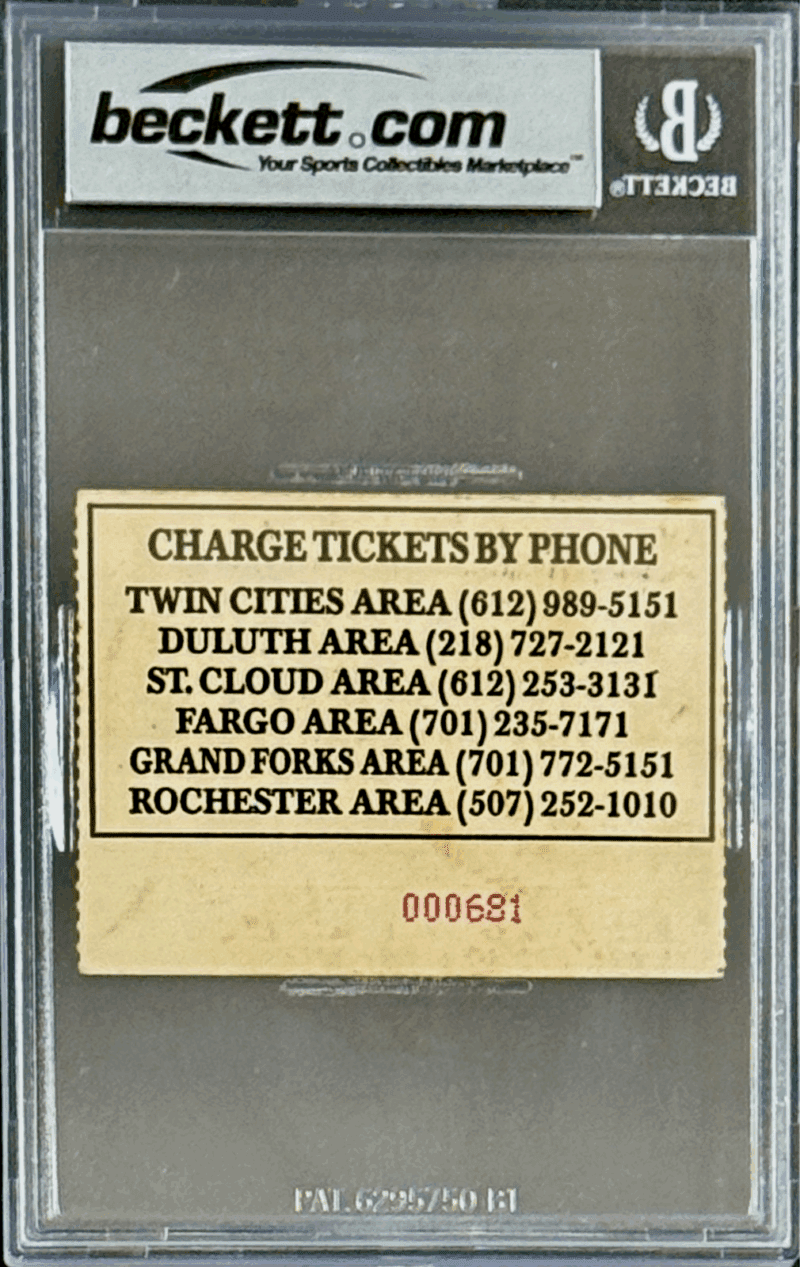 beckett.com
Your Sports Collectibles Marketplace™
B
BECKETT®
CHARGE TICKETS BY PHONE
TWIN CITIES AREA (612) 989-5151
DULUTH AREA (218) 727-2121
ST. CLOUD AREA (612) 253-3131
FARGO AREA (701) 235-7171
GRAND FORKS AREA (701) 772-5151
ROCHESTER AREA (507) 252-1010
000681
PAT. 6295750 B1